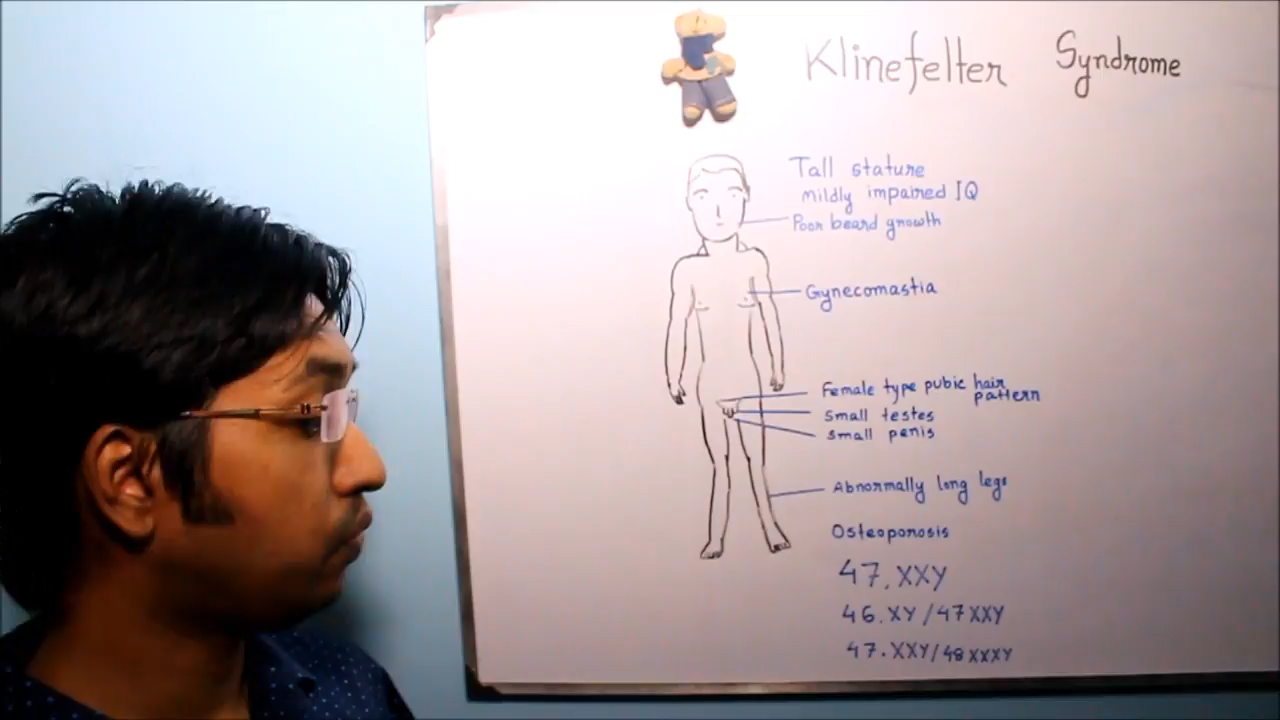 Klinefelter Syndrome
Tall stature
mildly impaired IQ
Poor beard growth
Gynecomastia
Female type pubic hair
pattern
Small testes
Small penis
Abnormally long legs
Osteoporosis
47.XXY
46.XY/47XXY
47.XXY/48XXXY